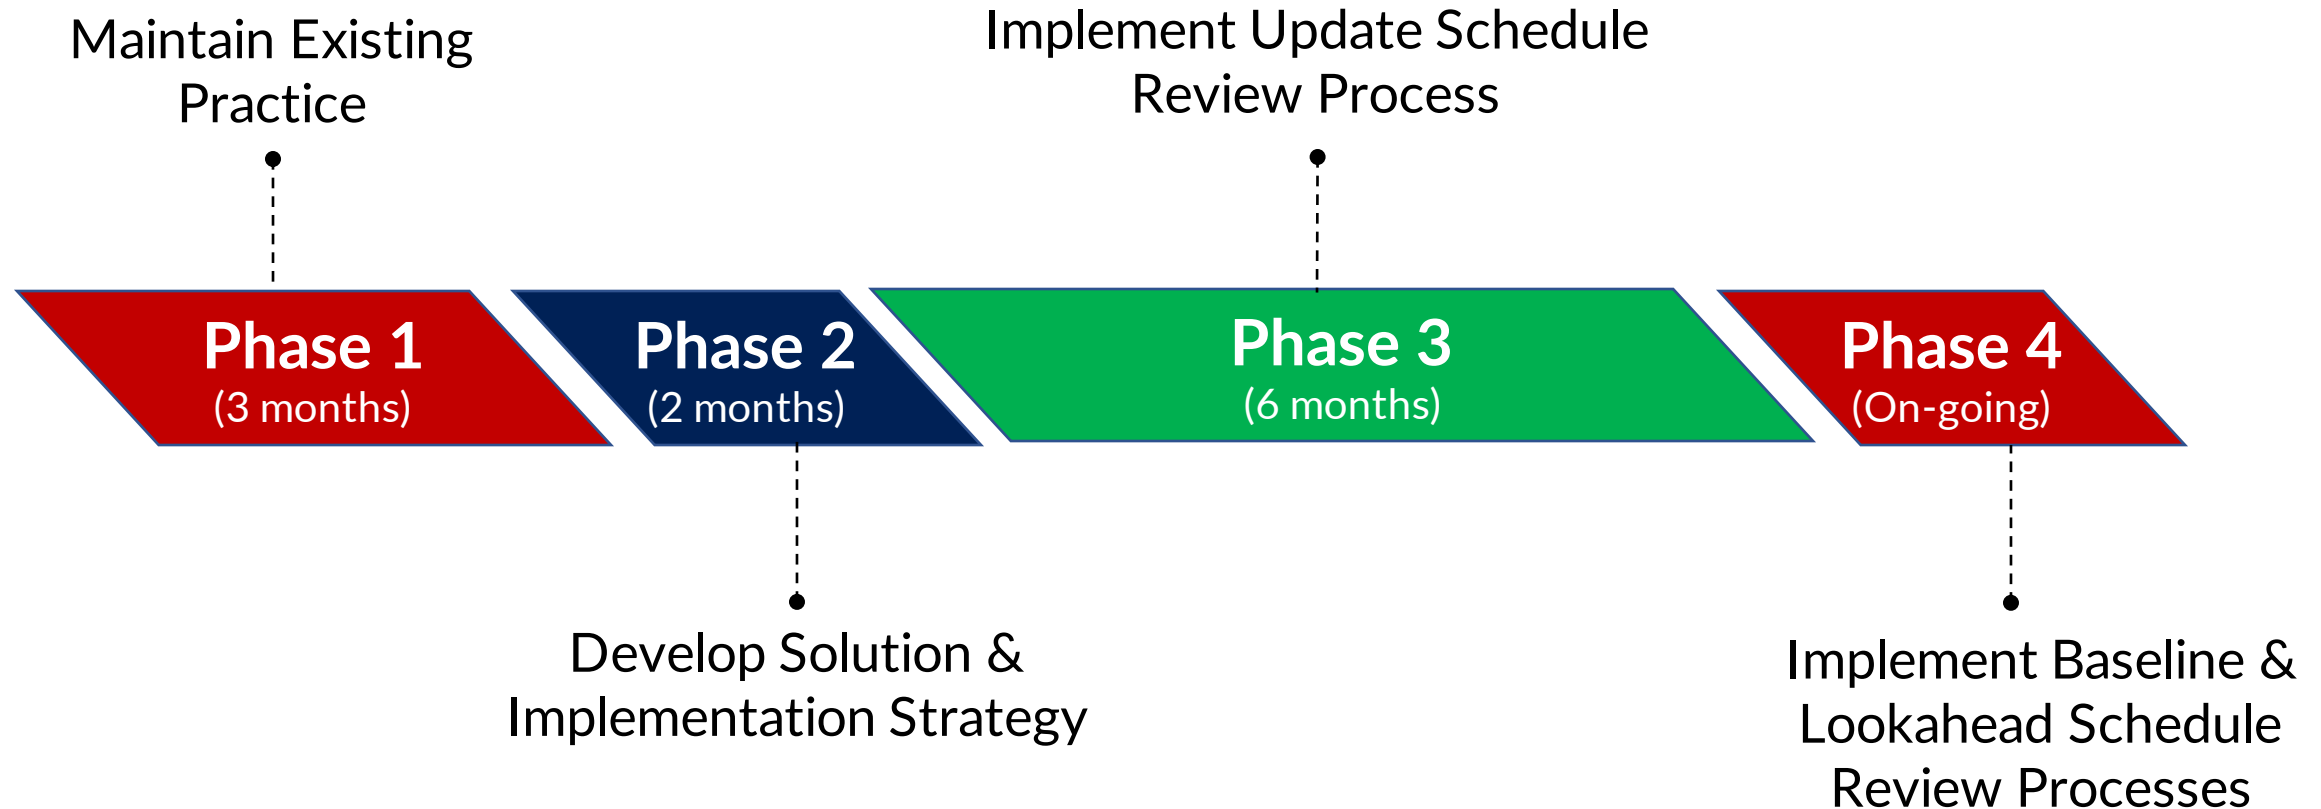 Maintain Existing
Practice
Implement Update Schedule
Review Process
Phase 1
(3 months)
Phase 2
(2 months)
Phase 3
(6 months)
Phase 4
(On-going)
Develop Solution &
Implementation Strategy
Implement Baseline &
Lookahead Schedule
Review Processes